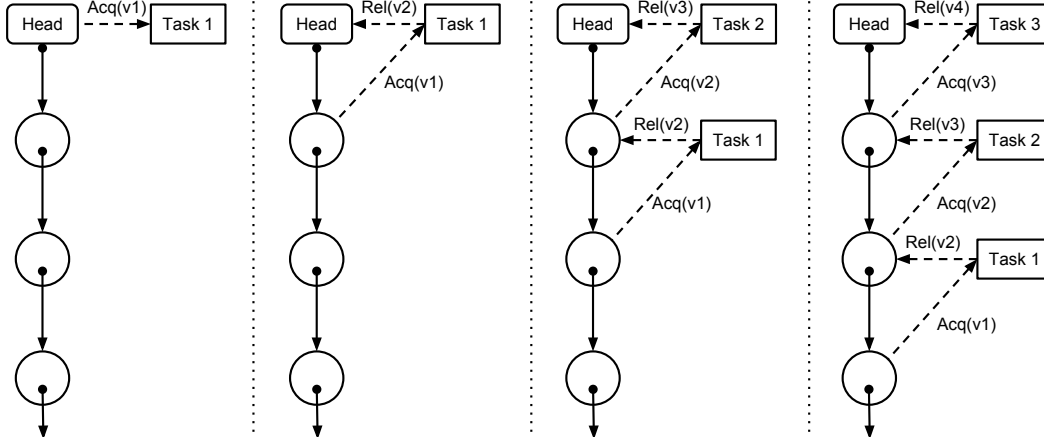 Acq(v1)
Head
Task 1
Rel(v2)
Head
Task 1
Acq(v1)
Rel(v3)
Head
Task 2
Acq(v2)
Rel(v2)
Task 1
Acq(v1)
Rel(v4)
Head
Task 3
Acq(v3)
Rel(v3)
Task 2
Acq(v2)
Rel(v2)
Task 1
Acq(v1)